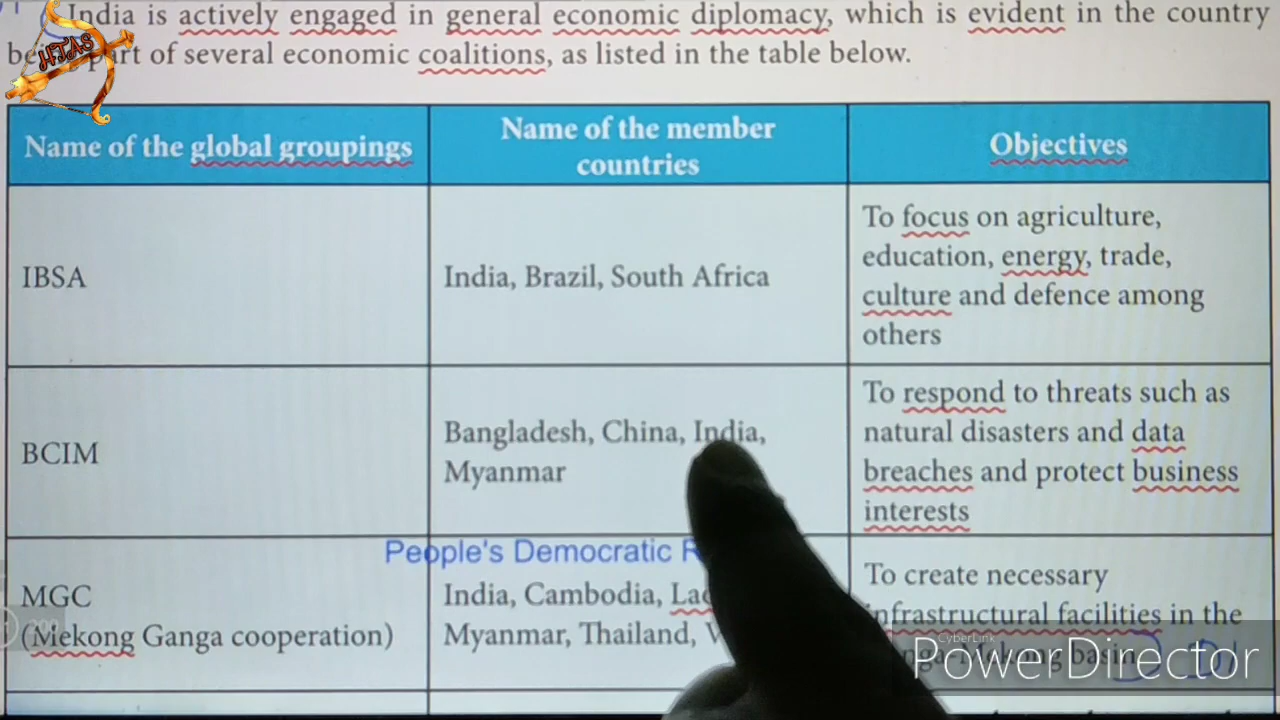 India is actively engaged in general economic diplomacy, which is evident in the country
part of several economic coalitions, as listed in the table below.
HTAS
Name of the global groupings
Name of the member
countries
Objectives
IBSA
India, Brazil, South Africa
To focus on agriculture,
education, energy, trade,
culture and defence among
others
BCIM
Bangladesh, China, India,
Myanmar
To respond to threats such as
natural disasters and data
breaches and protect business
interests
People's Democratic
MGC
(Mekong Ganga cooperation)
India, Cambodia,
Myanmar, Thailand,
To create necessary
infrastructural facilities in the
basin
CyberLink
PowerDirector